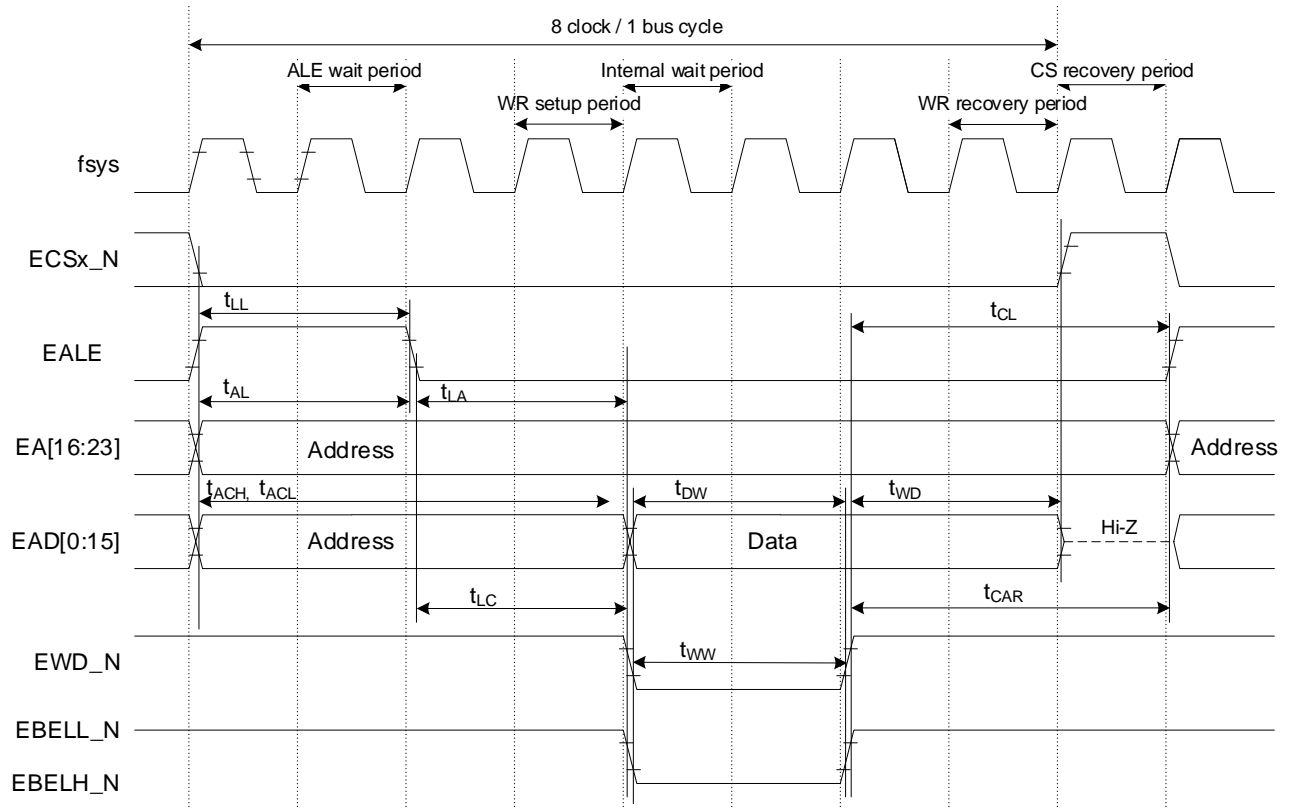 8 clock / 1 bus cycle
ALE wait period
Internal wait period
CS recovery period
WR setup period
WR recovery period
fsys
ECSx_N
tLL
tCL
EALE
tAL
tLA
EA[16:23]
Address
Address
tACH, tACL
tDW
tWD
EAD[0:15]
Address
Data
Hi-Z
tLC
tCAR
EWD_N
tWW
EBELL_N
EBELH_N